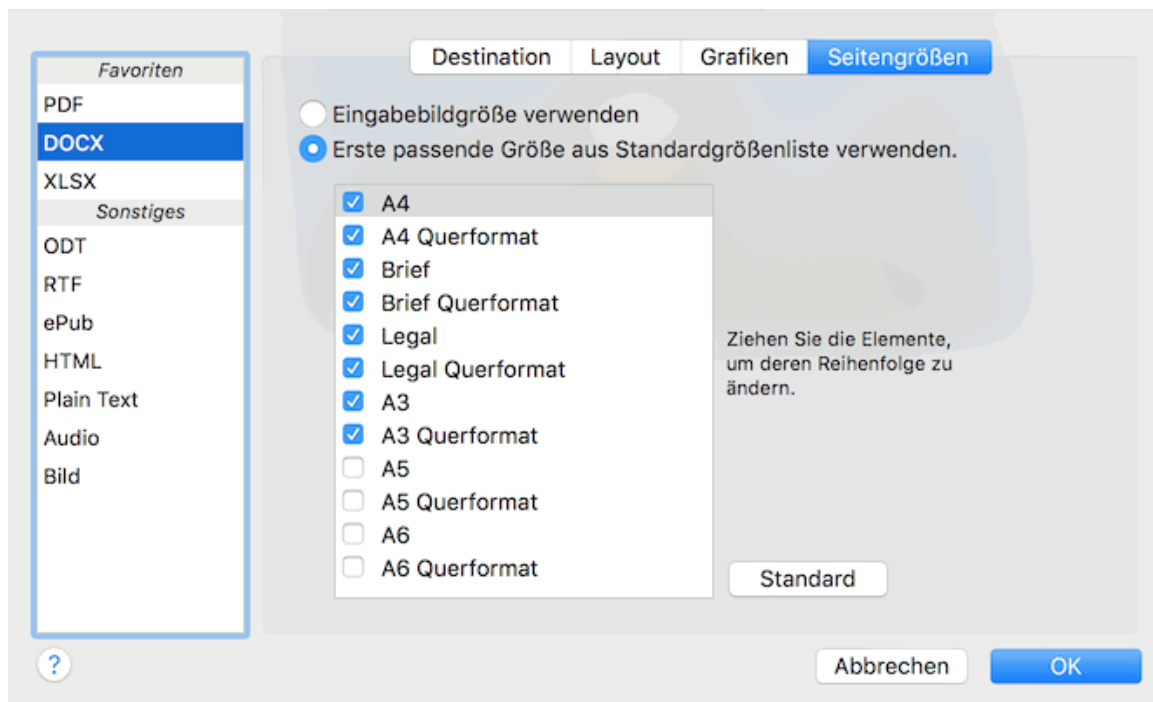 Destination
Layout
Grafiken
Seitengrößen
Favoriten
PDF
DOCX
XLSX
Sonstiges
ODT
RTF
ePub
HTML
Plain Text
Audio
Bild
Eingabebildgröße verwenden
Erste passende Größe aus Standardgrößenliste verwenden.
A4
A4 Querformat
Brief
Brief Querformat
Legal
Legal Querformat
A3
A3 Querformat
A5
A5 Querformat
A6
A6 Querformat
Ziehen Sie die Elemente,
um deren Reihenfolge zu
ändern.
Standard
?
Abbrechen
OK